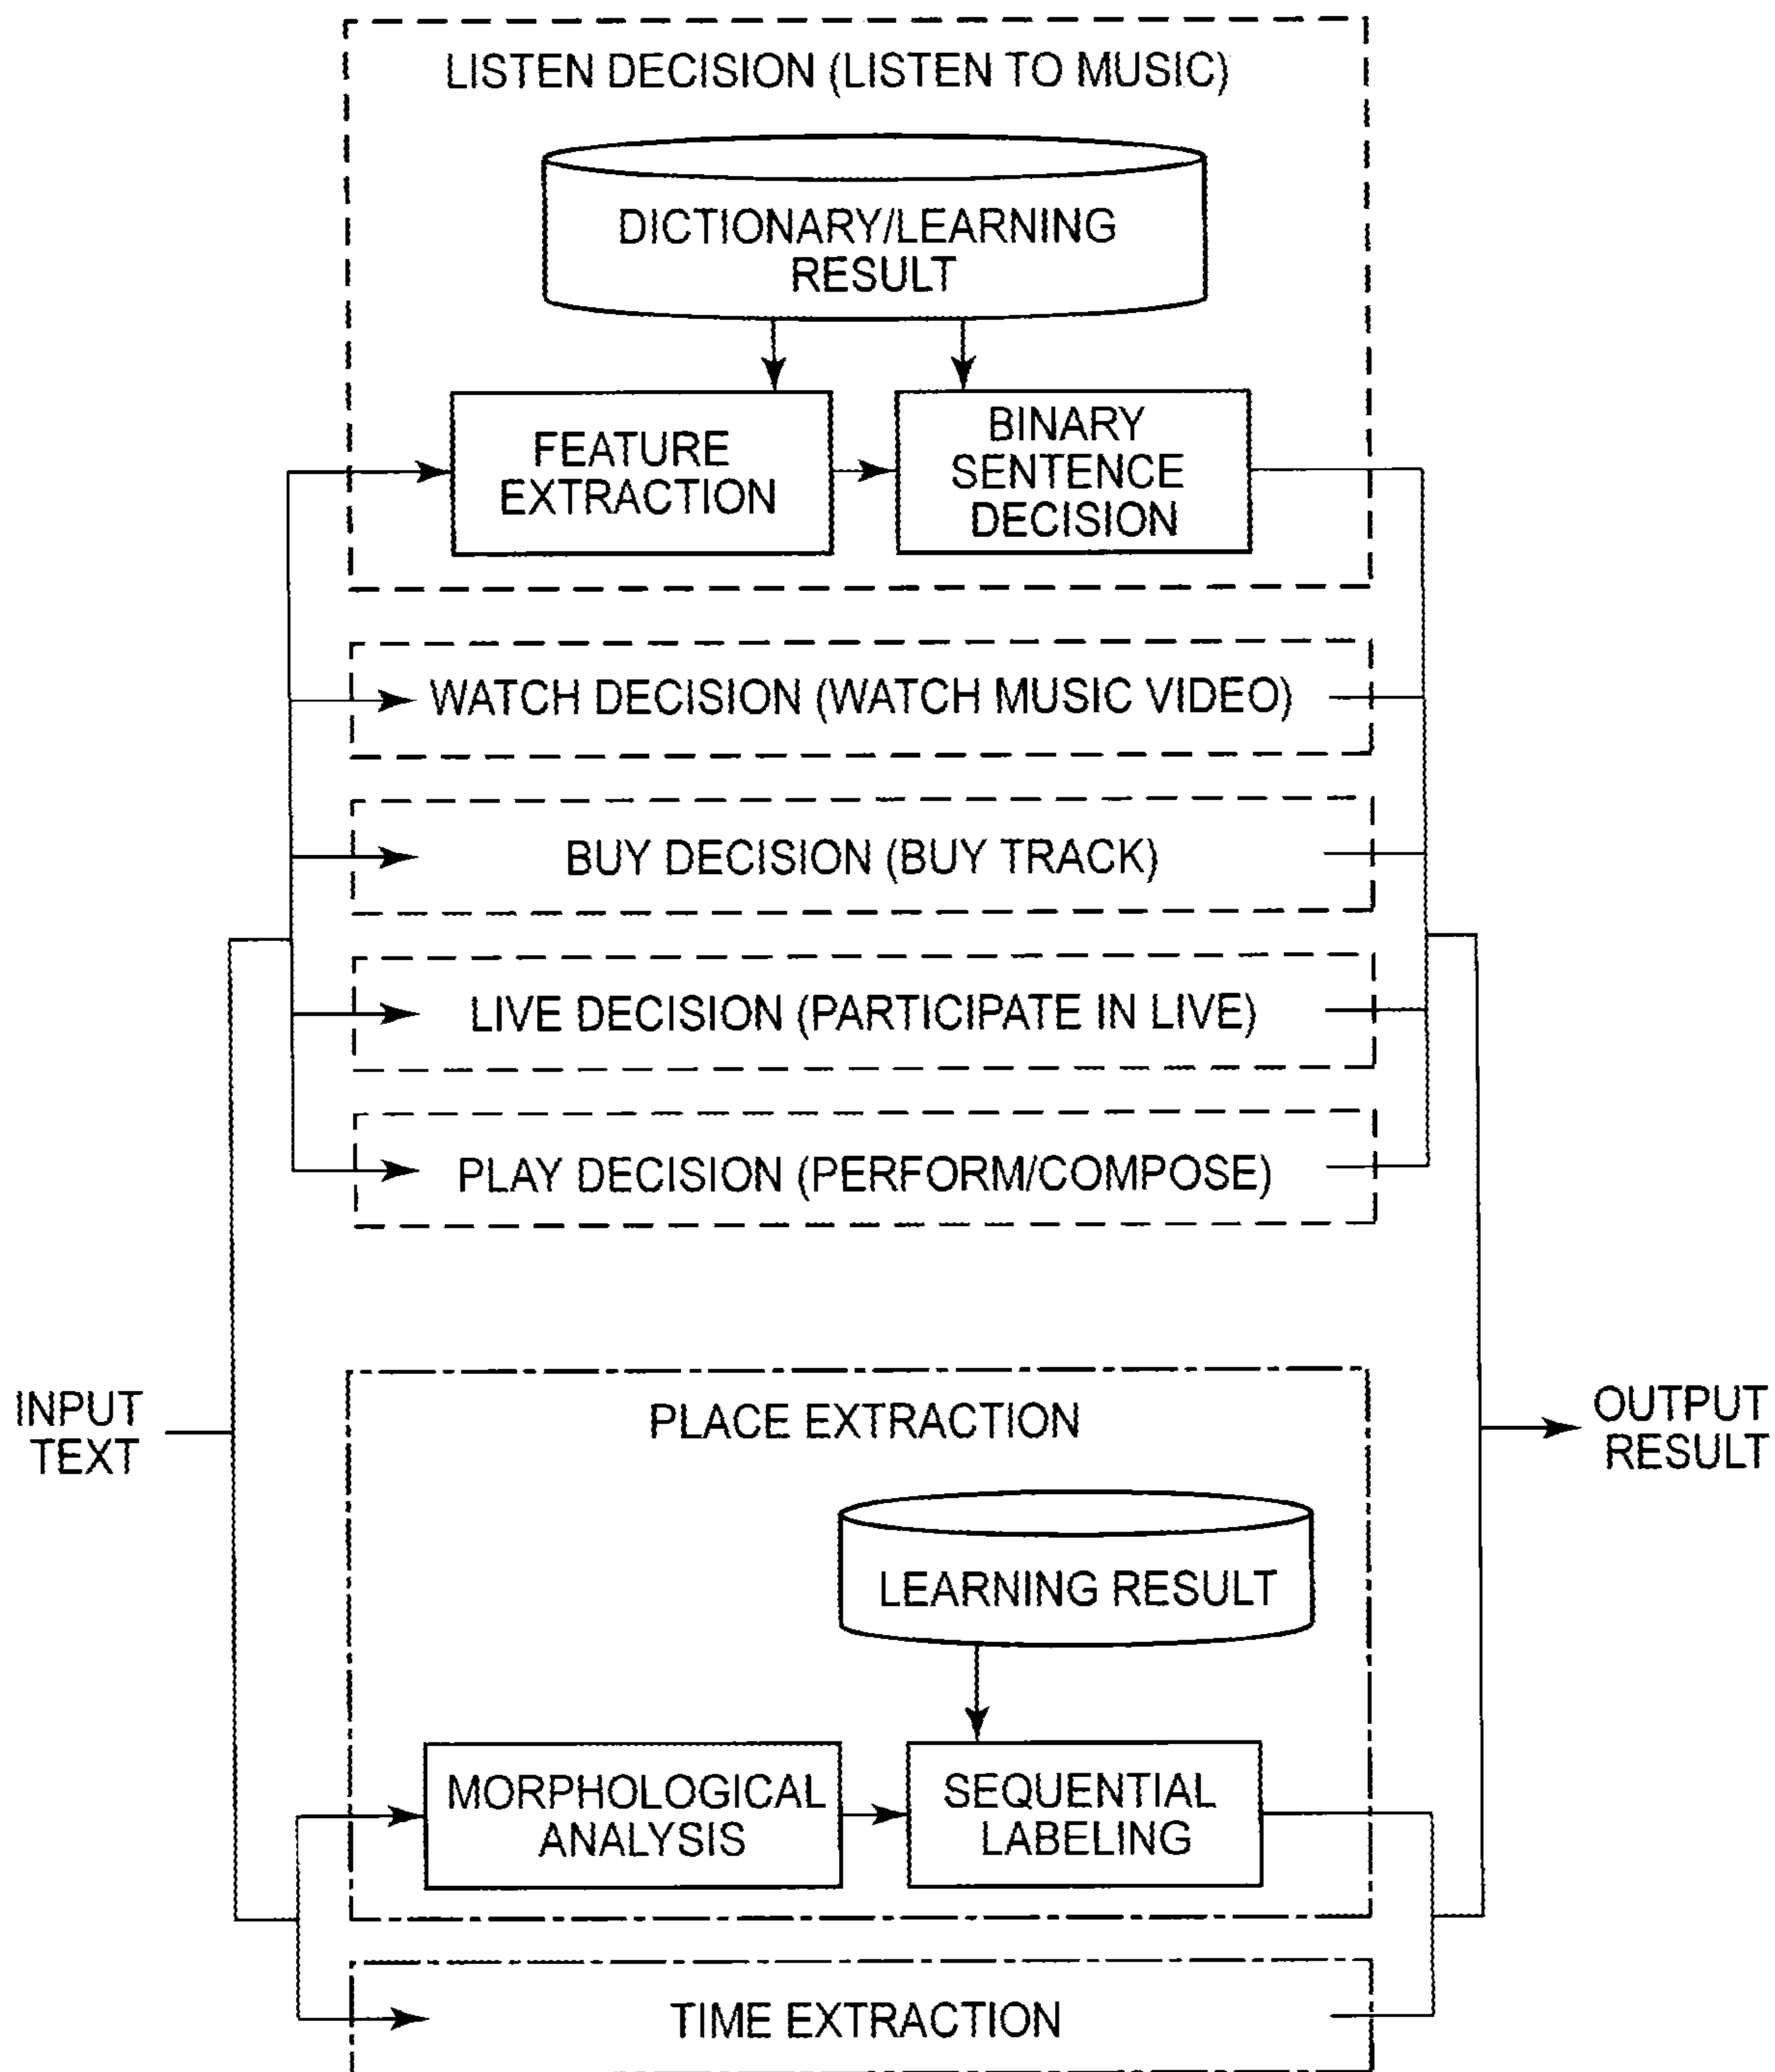 LISTEN DECISION (LISTEN TO MUSIC)
DICTIONARY/LEARNING
RESULT
FEATURE
EXTRACTION
BINARY
SENTENCE
DECISION
WATCH DECISION (WATCH MUSIC VIDEO)
BUY DECISION (BUY TRACK)
LIVE DECISION (PARTICIPATE IN LIVE)
PLAY DECISION (PERFORM/COMPOSE)
INPUT
TEXT
OUTPUT
RESULT
PLACE EXTRACTION
LEARNING RESULT
MORPHOLOGICAL
ANALYSIS
SEQUENTIAL
LABELING
TIME EXTRACTION